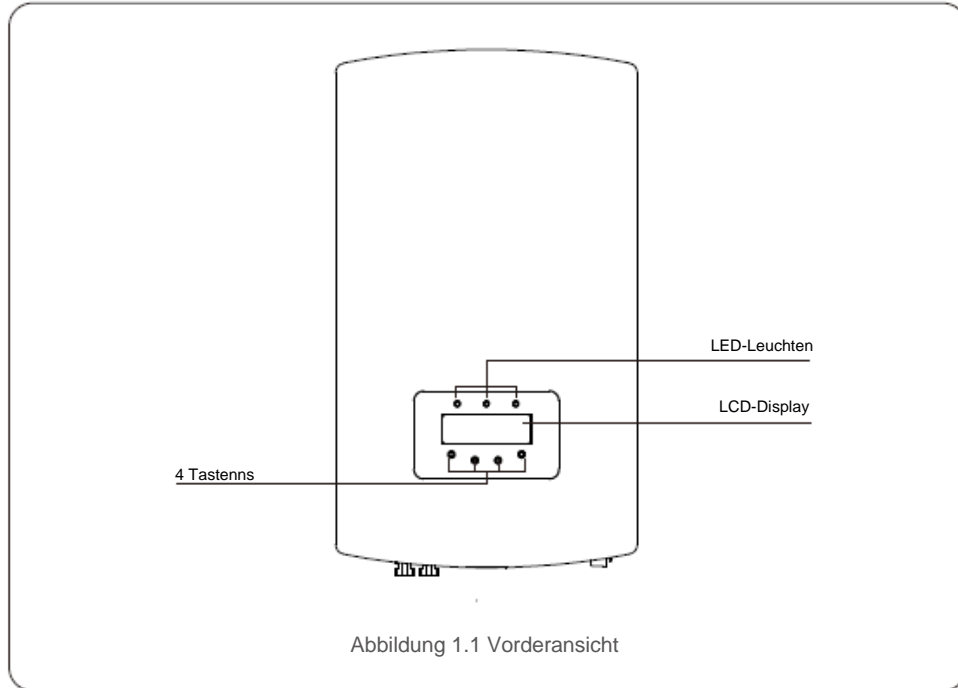 LED-Leuchten
LCD-Display
4 Tastenns
Abbildung 1.1 Vorderansicht